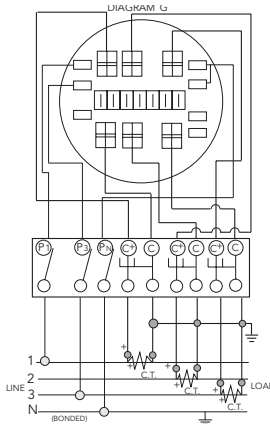 DIAGRAM G
P1 P3 PN C+ C C+ C C+ C
+ +
1
C.T.
+ +
2
LINE LOAD
C.T.
+ +
3
C.T.
N
(BONDED)